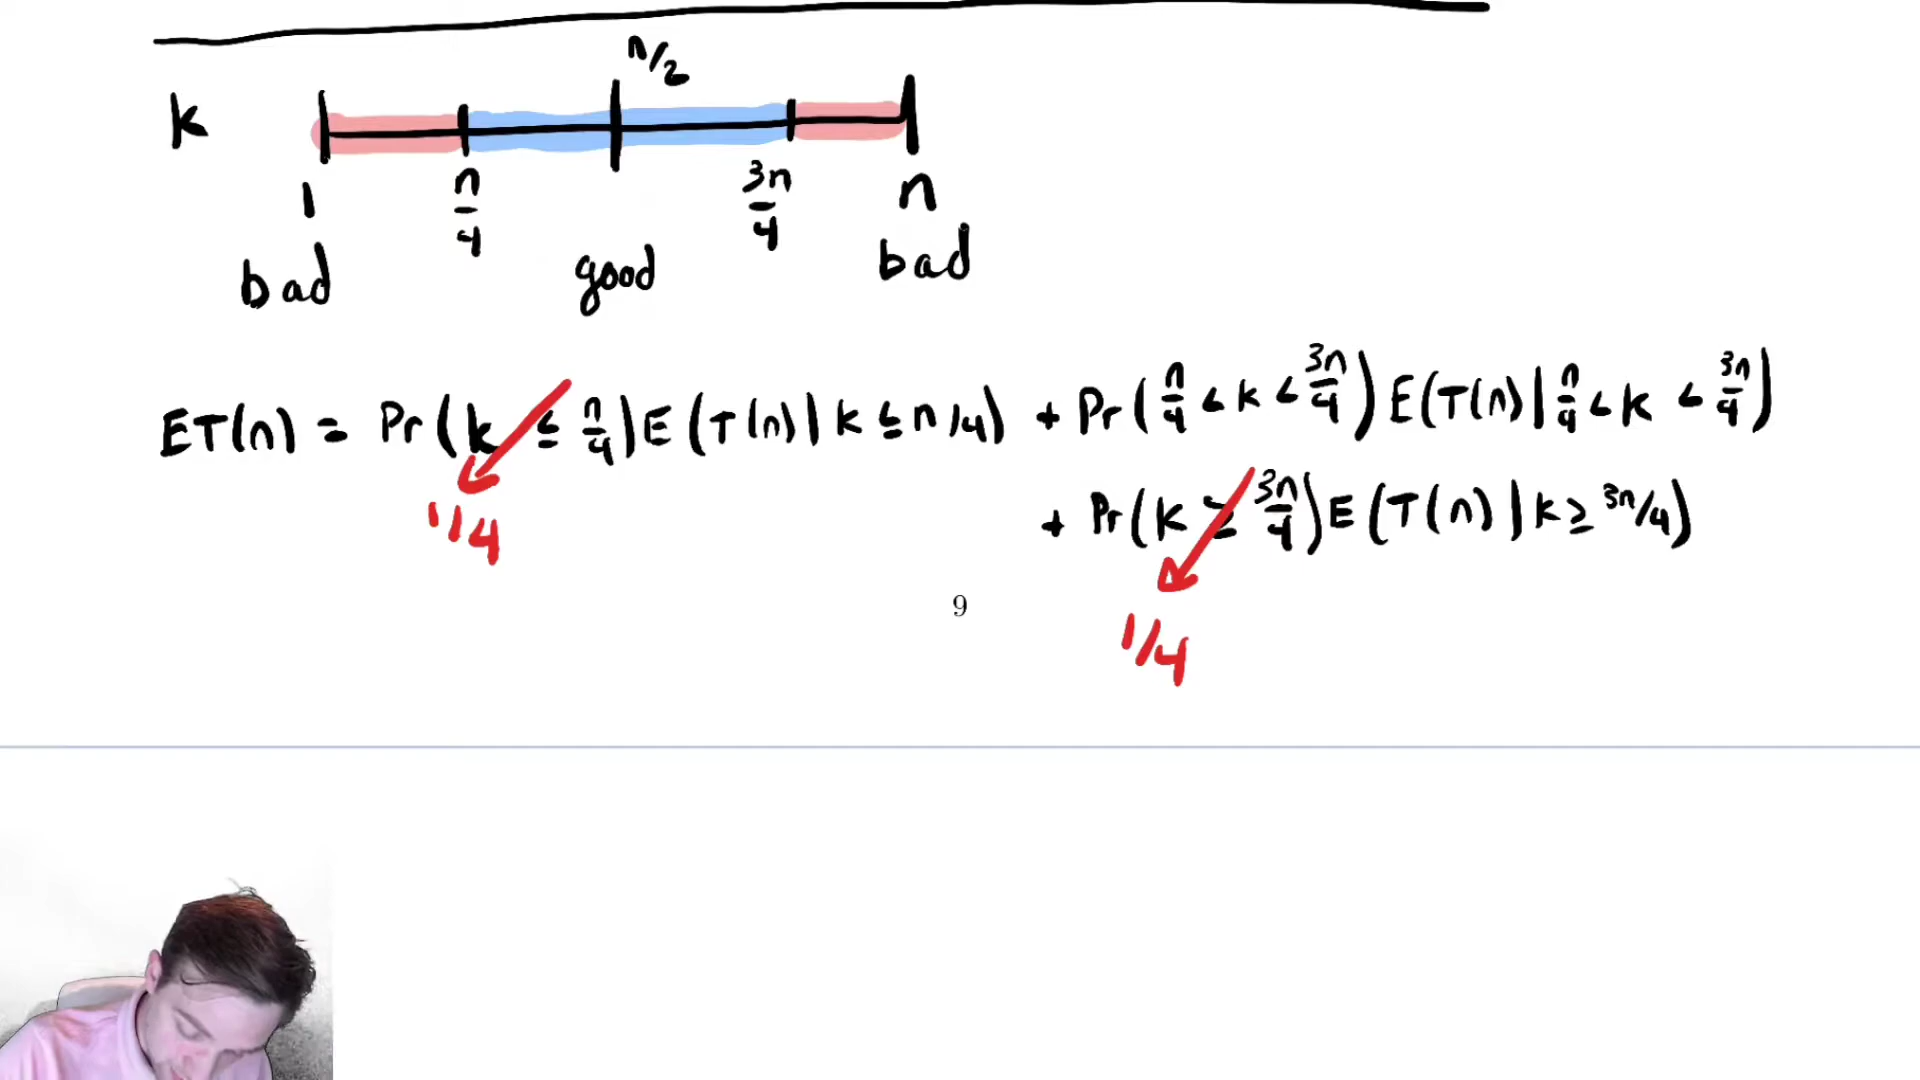 n/2
k
1 n/4 3n/4 n
bad good bad
ET(n) = Pr(k ≤ n/4) E(T(n) | k ≤ n/4) + Pr(n/4 < k < 3n/4) E(T(n) | n/4 < k < 3n/4)
+ Pr(k ≥ 3n/4) E(T(n) | k ≥ 3n/4)
1/4
9
1/4